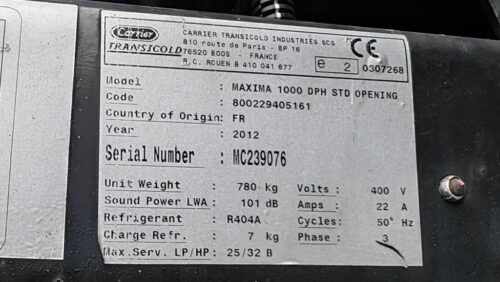 Carrier
TRANSICOLD
CARRIER TRANSICOLD INDUSTRIES SCS
810 route de Paris - BP 16
76520 BOOS - FRANCE
R.C. ROUEN B 410 041 677
CE
e 2 0307268
Model : MAXIMA 1000 DPH STD OPENING
Code : 800229405161
Country of Origin: FR
Year : 2012
Serial Number : MC239076
Unit Weight : 780 kg Volts : 400 V
Sound Power LWA : 101 dB Amps : 22 A
Refrigerant : R404A Cycles: 50° Hz
Charge Refr. : 7 kg Phase : 3
Max.Serv. LP/HP: 25/32 B